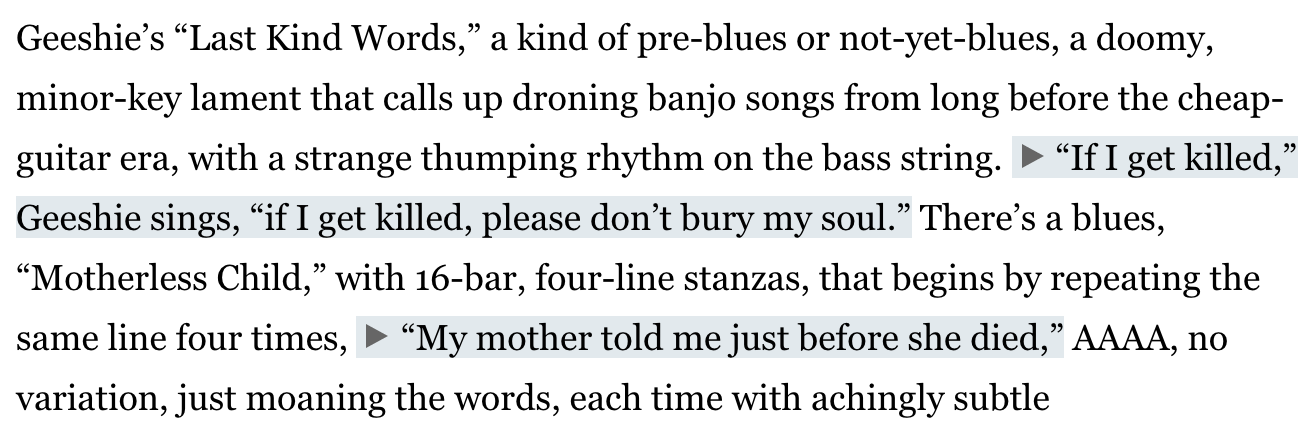 Geeshie’s “Last Kind Words,” a kind of pre-blues or not-yet-blues, a doomy,
minor-key lament that calls up droning banjo songs from long before the cheap-
guitar era, with a strange thumping rhythm on the bass string. ▶ “If I get killed,”
Geeshie sings, “if I get killed, please don’t bury my soul.” There’s a blues,
“Motherless Child,” with 16-bar, four-line stanzas, that begins by repeating the
same line four times, ▶ “My mother told me just before she died,” AAAA, no
variation, just moaning the words, each time with achingly subtle